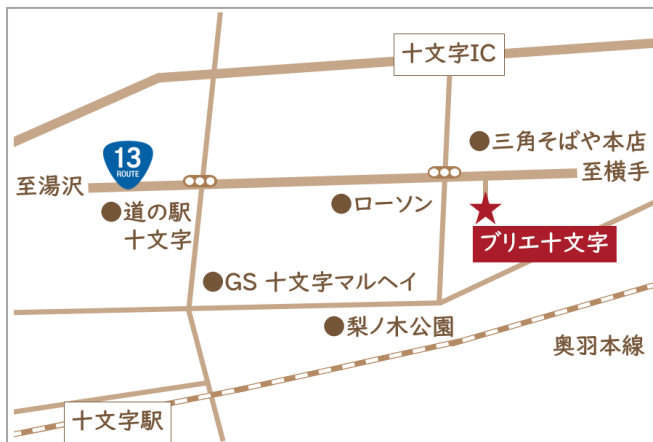 十文字IC
三角そばや本店
13
ROUTE
至湯沢
至横手
道の駅
十文字
ローソン
ブリエ十文字
GS 十文字マルヘイ
梨ノ木公園
奥羽本線
十文字駅